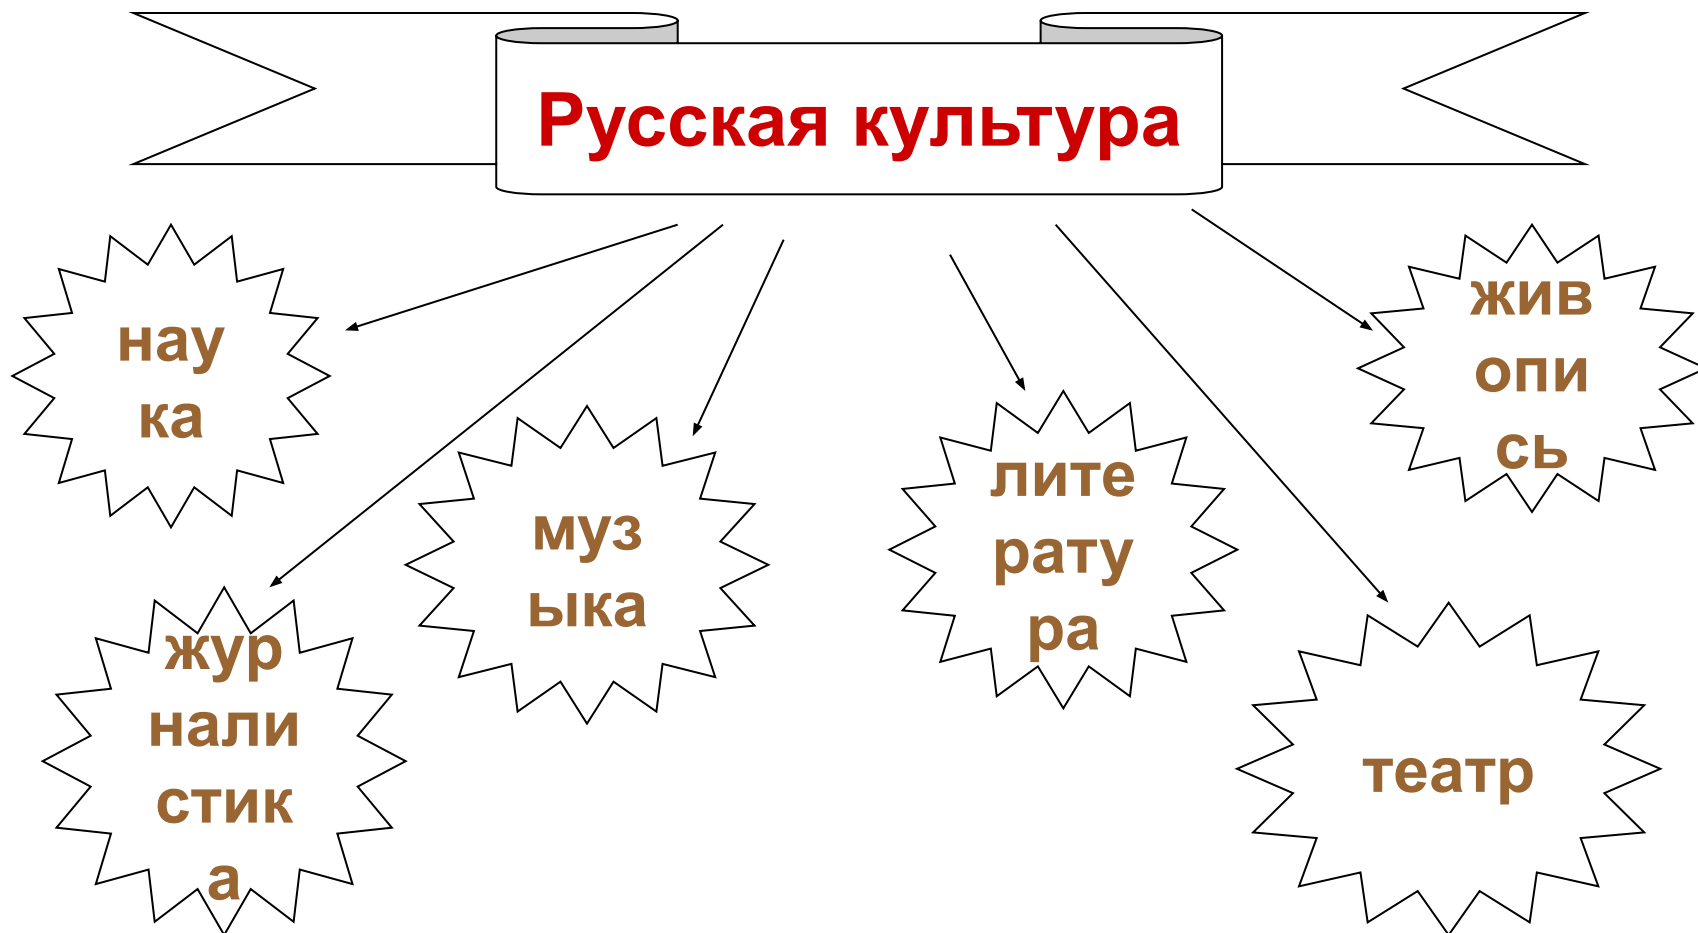 Русская культура
нау
ка
жур
нали
стик
а
муз
ыка
лите
рату
ра
жив
опи
сь
театр